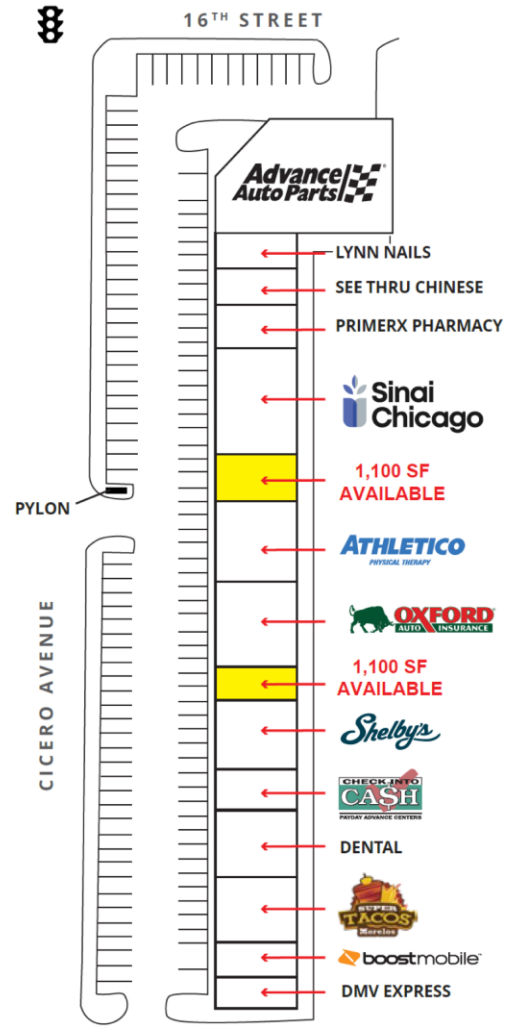 16TH STREET
Advance
Auto Parts
LYNN NAILS
SEE THRU CHINESE
PRIMERX PHARMACY
Sinai
Chicago
1,100 SF
AVAILABLE
PYLON
ATHLETICO
PHYSICAL THERAPY
OXFORD
AUTO INSURANCE
CICERO AVENUE
1,100 SF
AVAILABLE
Shelby's
CHECK INTO
CA$H
PAYDAY ADVANCE CENTERS
DENTAL
SUPER
TACOS
Morelos
boostmobile
DMV EXPRESS